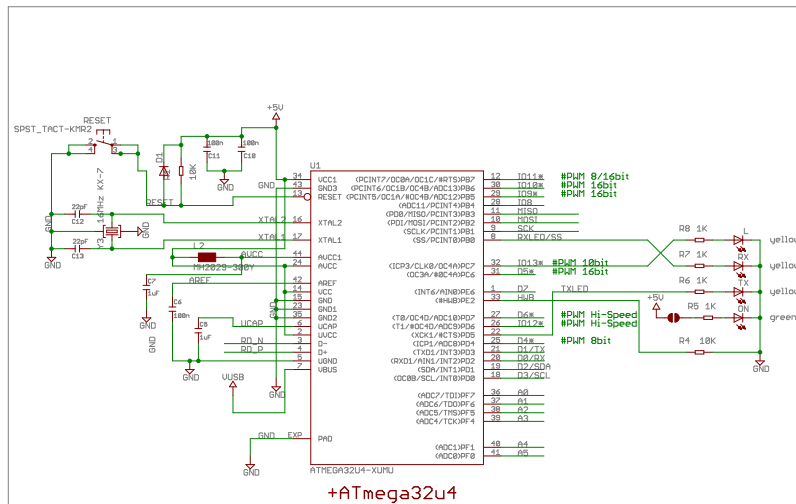 +5V
RESET
SPST_TACT-KMR2
2 1
4 3
D1
10K
100n
C11
100n
C10
GND
RESET
22pF
C12
16MHz KX-7
Y3
GND
22pF
C13
GND
XTAL2
XTAL1
L2
MH2029-300Y
AVCC
AREF
C7
1uF
GND
C6
100n
GND
C8
1uF
UCAP
RD_N
RD_P
VUSB
GND
GND
GND
EXP
U1
34 VCC1
43 GND3
13 RESET
16 XTAL2
17 XTAL1
44 AVCC1
24 AVCC
42 AREF
14 VCC
15 GND
23 GND1
35 GND2
6 UCAP
2 UVCC
3 D-
4 D+
5 UGND
7 VBUS
PAD
(PCINT7/OC0A/OC1C/#RTS)PB7 12 IO11* #PWM 8/16bit
(PCINT6/OC1B/OC4B/ADC13)PB6 30 IO10* #PWM 16bit
(PCINT5/OC1A/#OC4B/ADC12)PB5 29 IO9* #PWM 16bit
(ADC11/PCINT4)PB4 28 IO8
(PDO/MISO/PCINT3)PB3 11 MISO
(PDI/MOSI/PCINT2)PB2 10 MOSI
(SCLK/PCINT1)PB1 9 SCK
(SS/PCINT0)PB0 8 RXLED/SS
(ICP3/CLK0/OC4A)PC7 32 IO13* #PWM 10bit
(OC3A/#OC4A)PC6 31 D5* #PWM 16bit
(INT6/AIN0)PE6 1 D7 TXLED
(#HWB)PE2 33 HWB
(T0/OC4D/ADC10)PD7 27 D6* #PWM Hi-Speed
(T1/#OC4D/ADC9)PD6 26 IO12* #PWM Hi-Speed
(XCK1/#CTS)PD5 22
(ICP1/ADC8)PD4 25 D4* #PWM 8bit
(TXD1/INT3)PD3 21 D1/TX
(RXD1/AIN1/INT2)PD2 20 D0/RX
(SDA/INT1)PD1 19 D2/SDA
(OC0B/SCL/INT0)PD0 18 D3/SCL
(ADC7/TDI)PF7 36 A0
(ADC6/TDO)PF6 37 A1
(ADC5/TMS)PF5 38 A2
(ADC4/TCK)PF4 39 A3
(ADC1)PF1 40 A4
(ADC0)PF0 41 A5
ATMEGA32U4-XUMU
R8 1K L yellow
R7 1K RX yellow
R6 1K TX yellow
+5V
R5 1K ON green
R4 10K
GND
+ATmega32u4